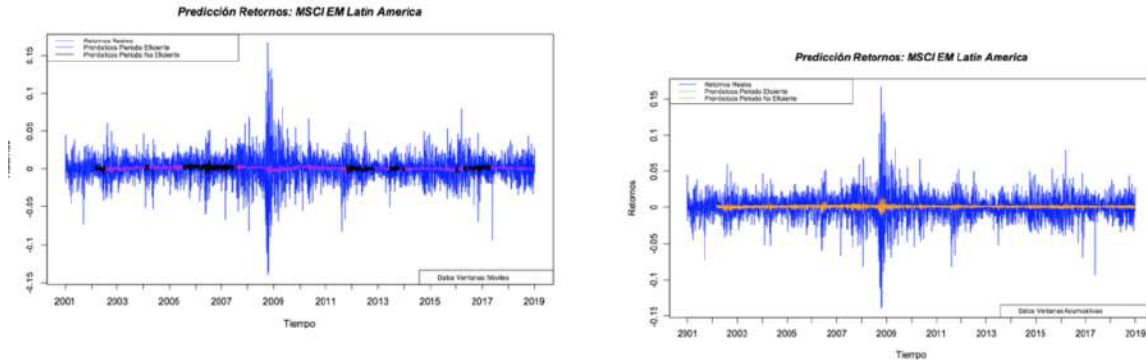 Predicción Retornos: MSCI EM Latin America
Retornos Reales
Pronósticos Periodo Eficiente
Pronósticos Periodo No Eficiente
0.15
0.1
0.05
0
-0.05
-0.1
-0.15
Datos Ventanas Moviles
2001 2003 2005 2007 2009 2011 2013 2015 2017 2019
Tiempo
Predicción Retornos: MSCI EM Latin America
Retornos Reales
Pronósticos Periodo Eficiente
Pronósticos Periodo No Eficiente
Retornos
0.15
0.1
0.05
0
-0.05
-0.1
-0.15
Datos Ventanas Acumulativas
2001 2003 2005 2007 2009 2011 2013 2015 2017 2019
Tiempo